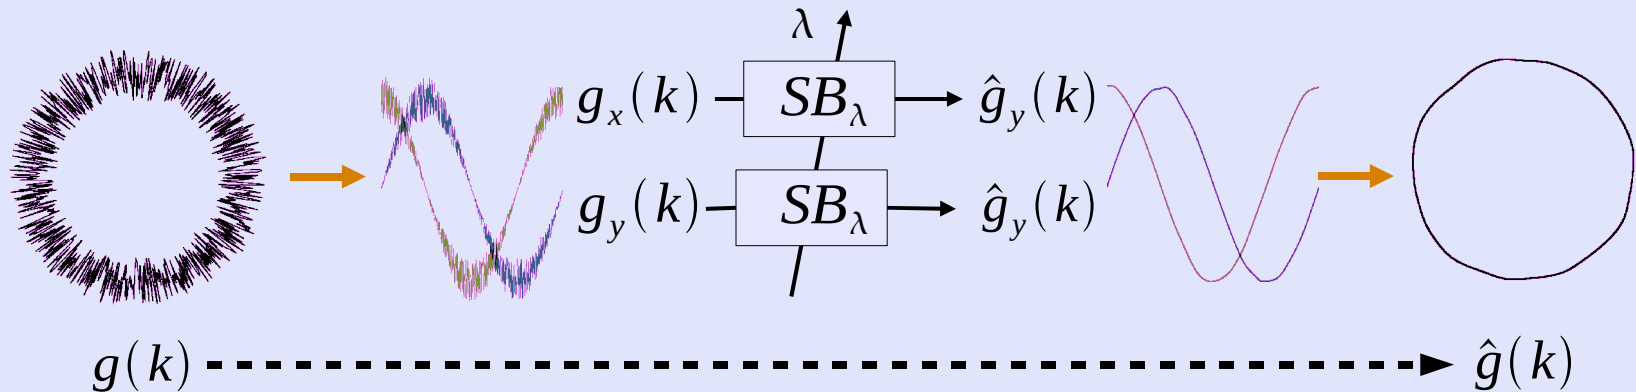 λ
g_x(k) SB_λ ĝ_y(k)
g_y(k) SB_λ ĝ_y(k)
g(k) ĝ(k)